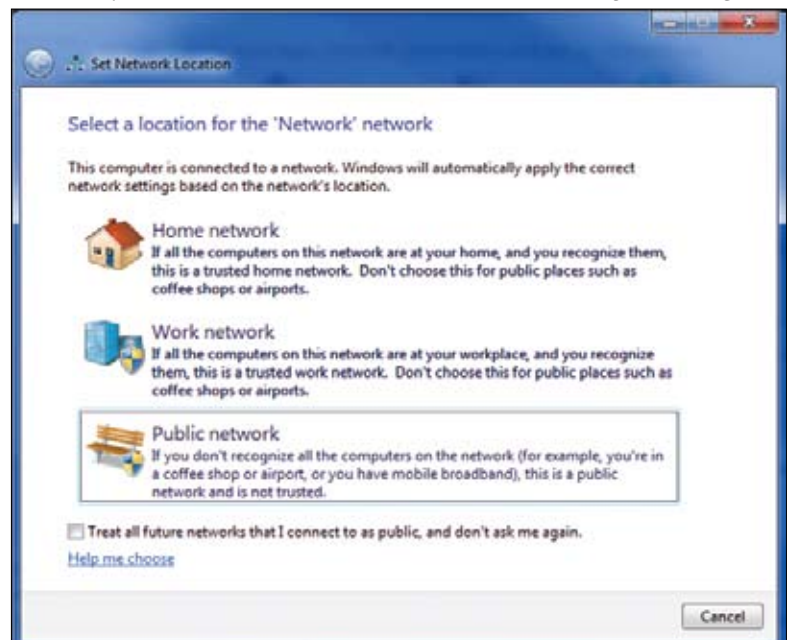 Set Network Location
Select a location for the 'Network' network
This computer is connected to a network. Windows will automatically apply the correct
network settings based on the network's location.
Home network
If all the computers on this network are at your home, and you recognize them,
this is a trusted home network. Don't choose this for public places such as
coffee shops or airports.
Work network
If all the computers on this network are at your workplace, and you recognize
them, this is a trusted work network. Don't choose this for public places such as
coffee shops or airports.
Public network
If you don't recognize all the computers on the network (for example, you're in
a coffee shop or airport, or you have mobile broadband), this is a public
network and is not trusted.
Treat all future networks that I connect to as public, and don't ask me again.
Help me choose
Cancel